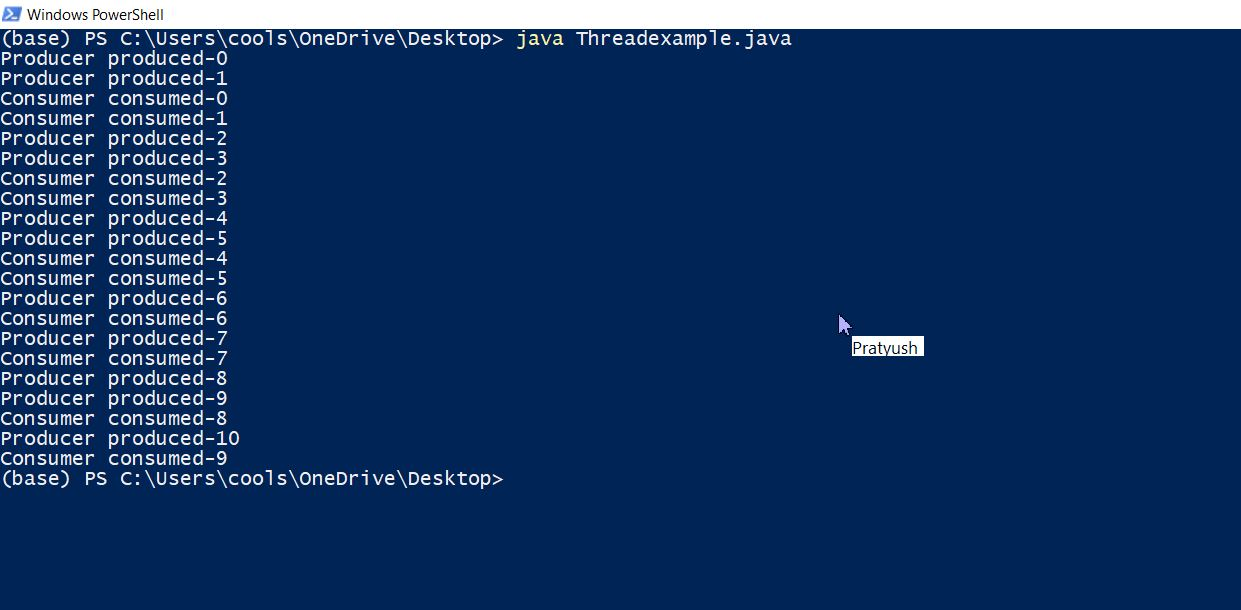 Windows PowerShell
(base) PS C:\Users\cools\OneDrive\Desktop> java Threadexample.java
Producer produced-0
Producer produced-1
Consumer consumed-0
Consumer consumed-1
Producer produced-2
Producer produced-3
Consumer consumed-2
Consumer consumed-3
Producer produced-4
Producer produced-5
Consumer consumed-4
Consumer consumed-5
Producer produced-6
Consumer consumed-6
Producer produced-7
Consumer consumed-7
Producer produced-8
Producer produced-9
Consumer consumed-8
Producer produced-10
Consumer consumed-9
(base) PS C:\Users\cools\OneDrive\Desktop>
Pratyush